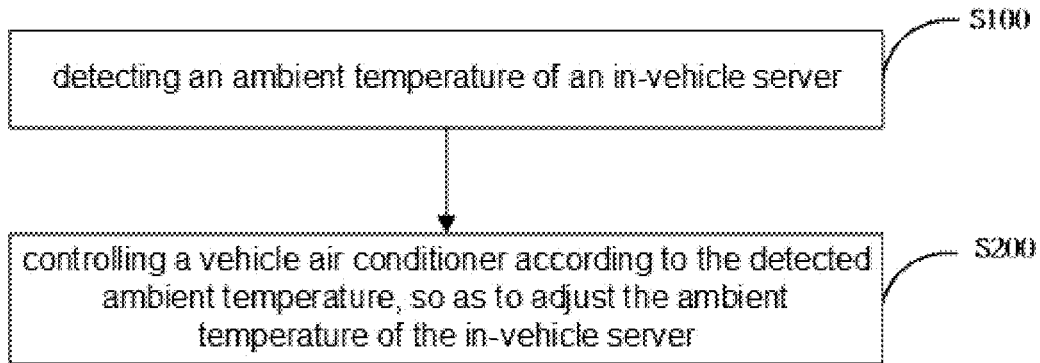 S100
detecting an ambient temperature of an in-vehicle server
S200
controlling a vehicle air conditioner according to the detected
ambient temperature, so as to adjust the ambient
temperature of the in-vehicle server